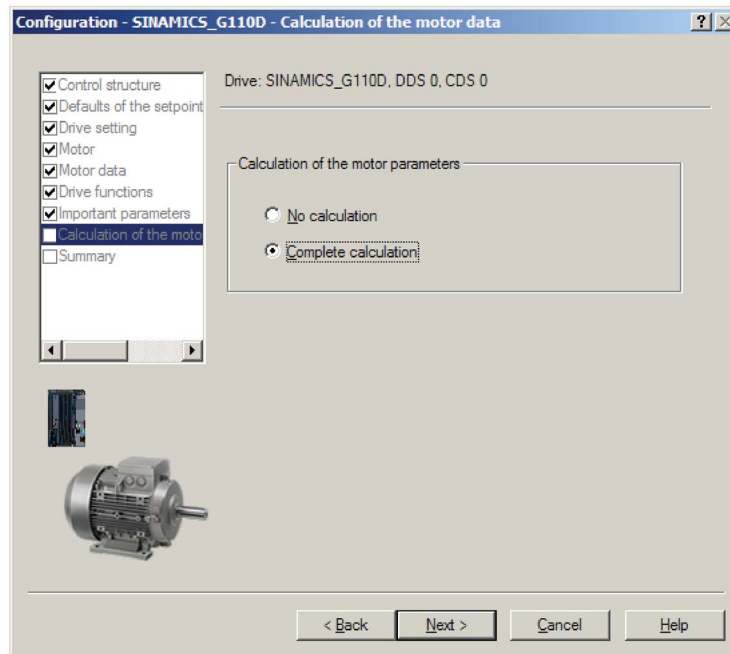 Configuration - SINAMICS_G110D - Calculation of the motor data
Control structure
Defaults of the setpoint
Drive setting
Motor
Motor data
Drive functions
Important parameters
Calculation of the moto
Summary
Drive: SINAMICS_G110D, DDS 0, CDS 0
Calculation of the motor parameters
No calculation
Complete calculation
< Back
Next >
Cancel
Help